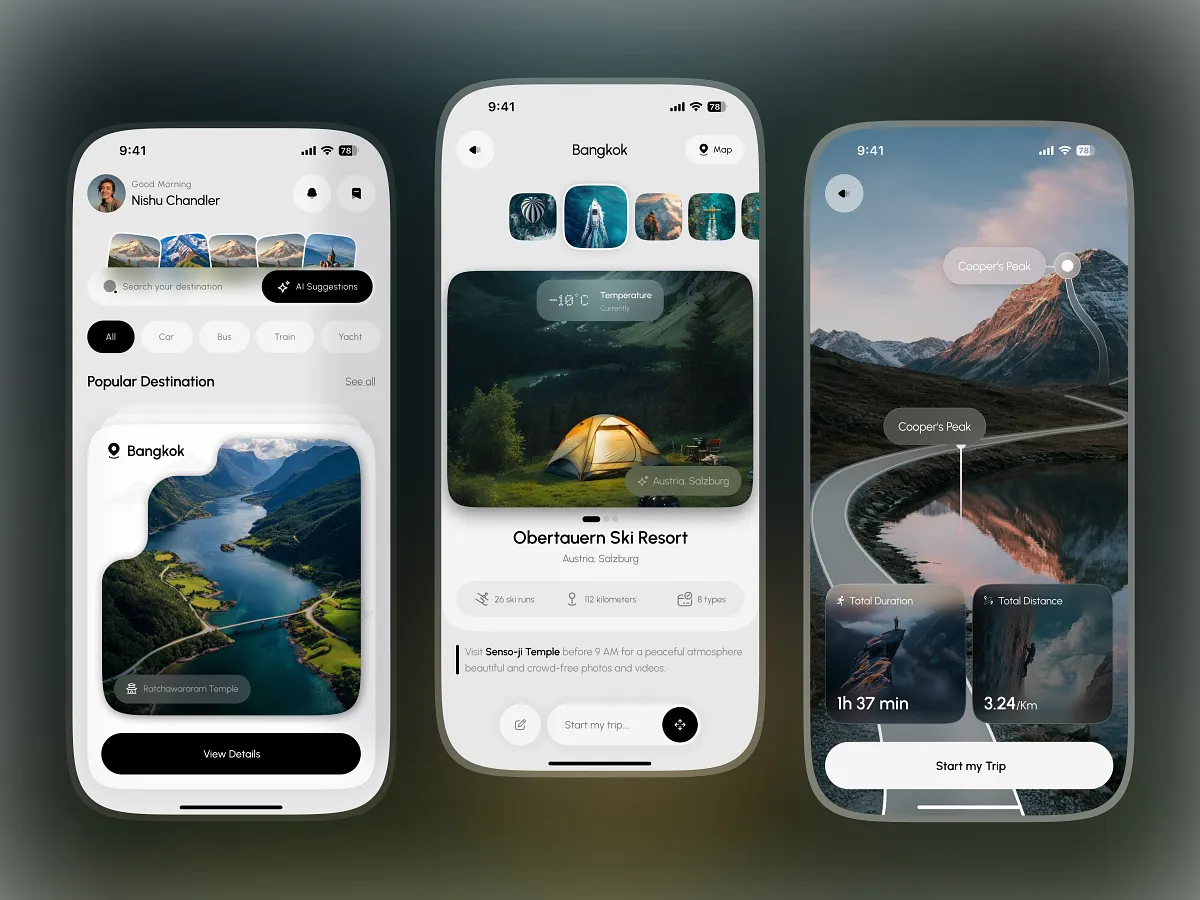 9:41
78
Good Morning
Nishu Chandler
Search your destination
AI Suggestions
All
Car
Bus
Train
Yacht
Popular Destination
See all
Bangkok
Ratchawararam Temple
View Details
9:41
78
Bangkok
Map
-10°C
Temperature
Currently
Austria, Salzburg
Obertauern Ski Resort
Austria, Salzburg
26 ski runs
112 kilometers
8 types
Visit Senso-ji Temple before 9 AM for a peaceful atmosphere
beautiful and crowd-free photos and videos.
Start my trip...
9:41
78
Cooper's Peak
Cooper's Peak
Total Duration
1h 37 min
Total Distance
3.24/Km
Start my Trip